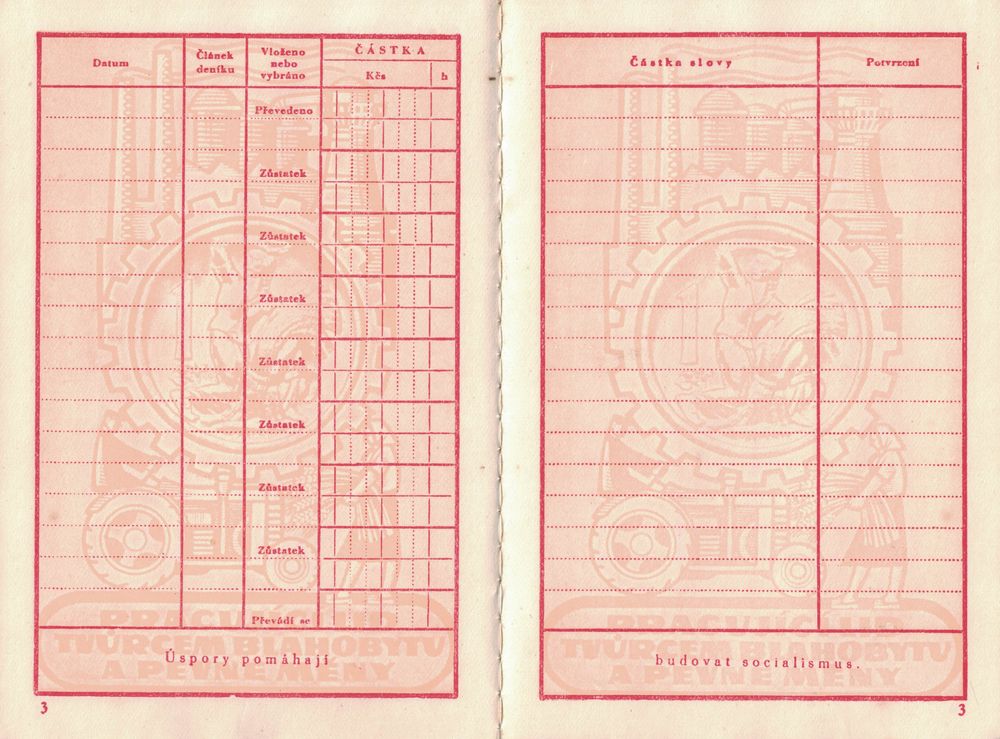 Datum
Článek
deníku
Vloženo
nebo
vybráno
ČÁSTKA
Kčs
h
Převedeno
Zůstatek
Zůstatek
Zůstatek
Zůstatek
Zůstatek
Zůstatek
Zůstatek
Převádí se
PRACUJÍCÍ LID
TVŮRCEM BLAHOBYTU
A PEVNÉ MĚNY
Úspory pomáhají
3
Částka slovy
Potvrzení
PRACUJÍCÍ LID
TVŮRCEM BLAHOBYTU
A PEVNÉ MĚNY
budovat socialismus.
3